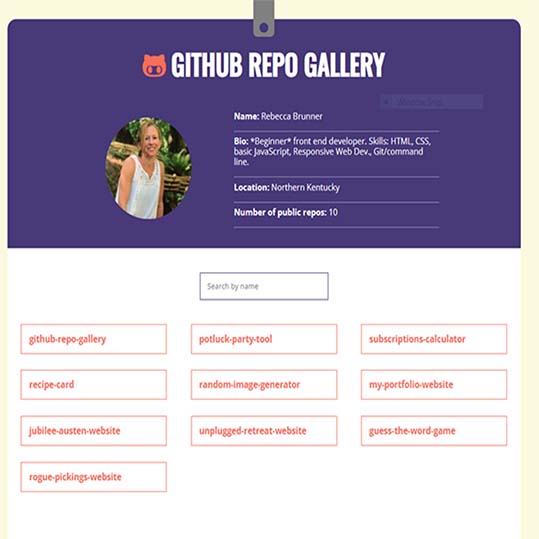 GITHUB REPO GALLERY
Window Snip
Name: Rebecca Brunner
Bio: *Beginner* front end developer. Skills: HTML, CSS,
basic JavaScript, Responsive Web Dev., Git/command
line.
Location: Northern Kentucky
Number of public repos: 10
Search by name
github-repo-gallery
potluck-party-tool
subscriptions-calculator
recipe-card
random-image-generator
my-portfolio-website
jubilee-austen-website
unplugged-retreat-website
guess-the-word-game
rogue-pickings-website